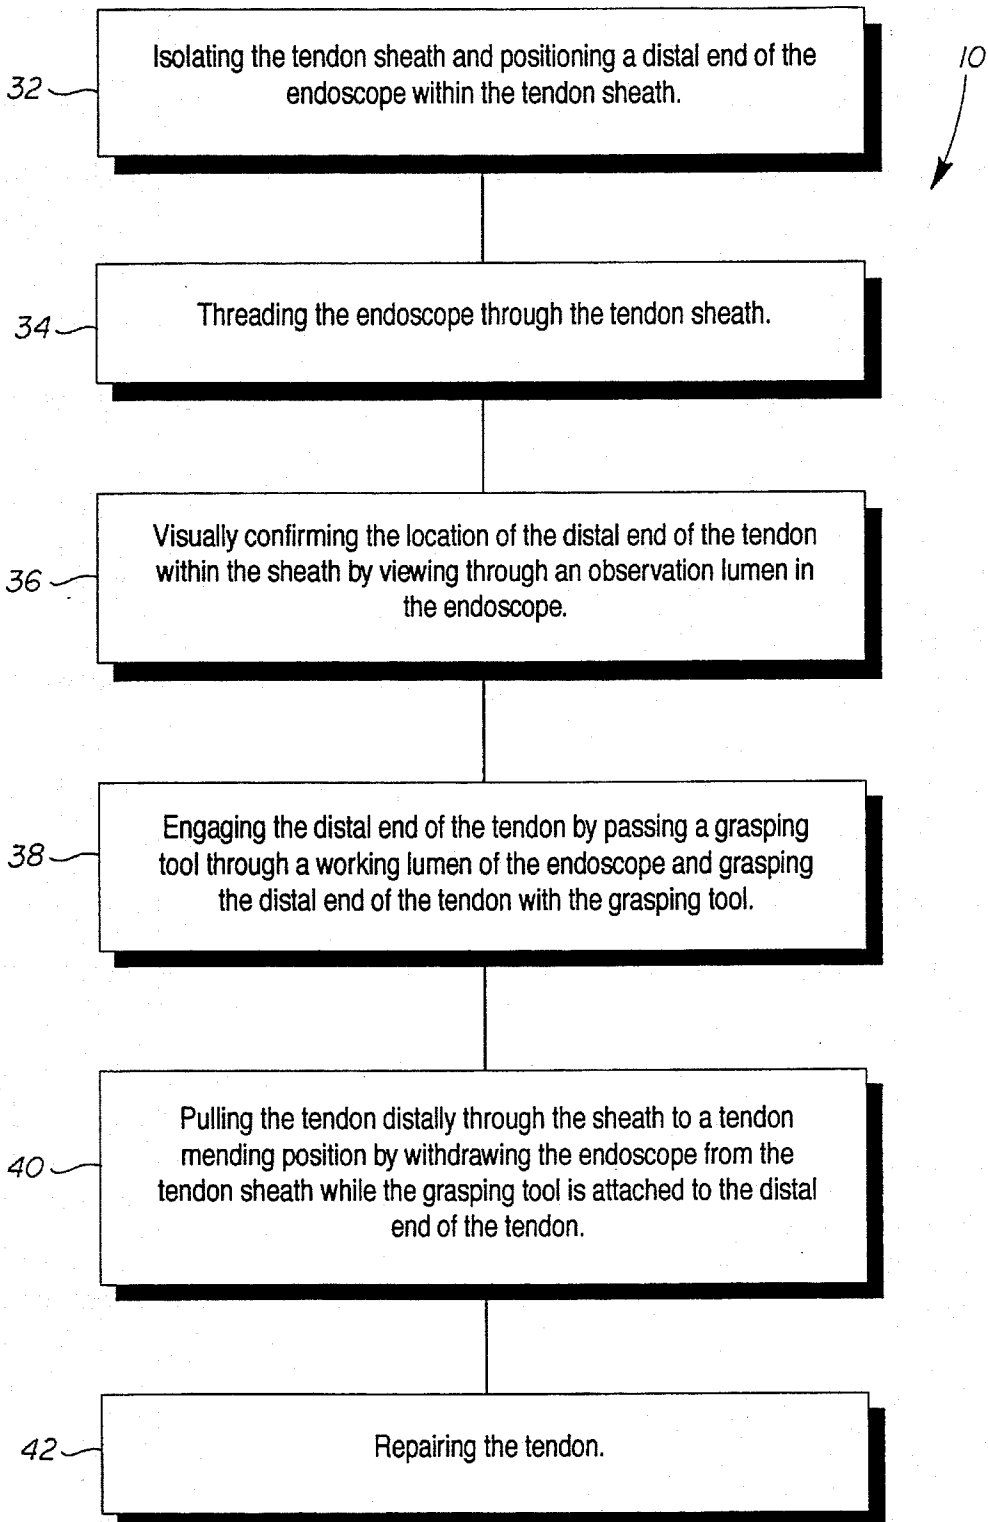 10
32
Isolating the tendon sheath and positioning a distal end of the
endoscope within the tendon sheath.
34
Threading the endoscope through the tendon sheath.
36
Visually confirming the location of the distal end of the tendon
within the sheath by viewing through an observation lumen in
the endoscope.
38
Engaging the distal end of the tendon by passing a grasping
tool through a working lumen of the endoscope and grasping
the distal end of the tendon with the grasping tool.
40
Pulling the tendon distally through the sheath to a tendon
mending position by withdrawing the endoscope from the
tendon sheath while the grasping tool is attached to the distal
end of the tendon.
42
Repairing the tendon.